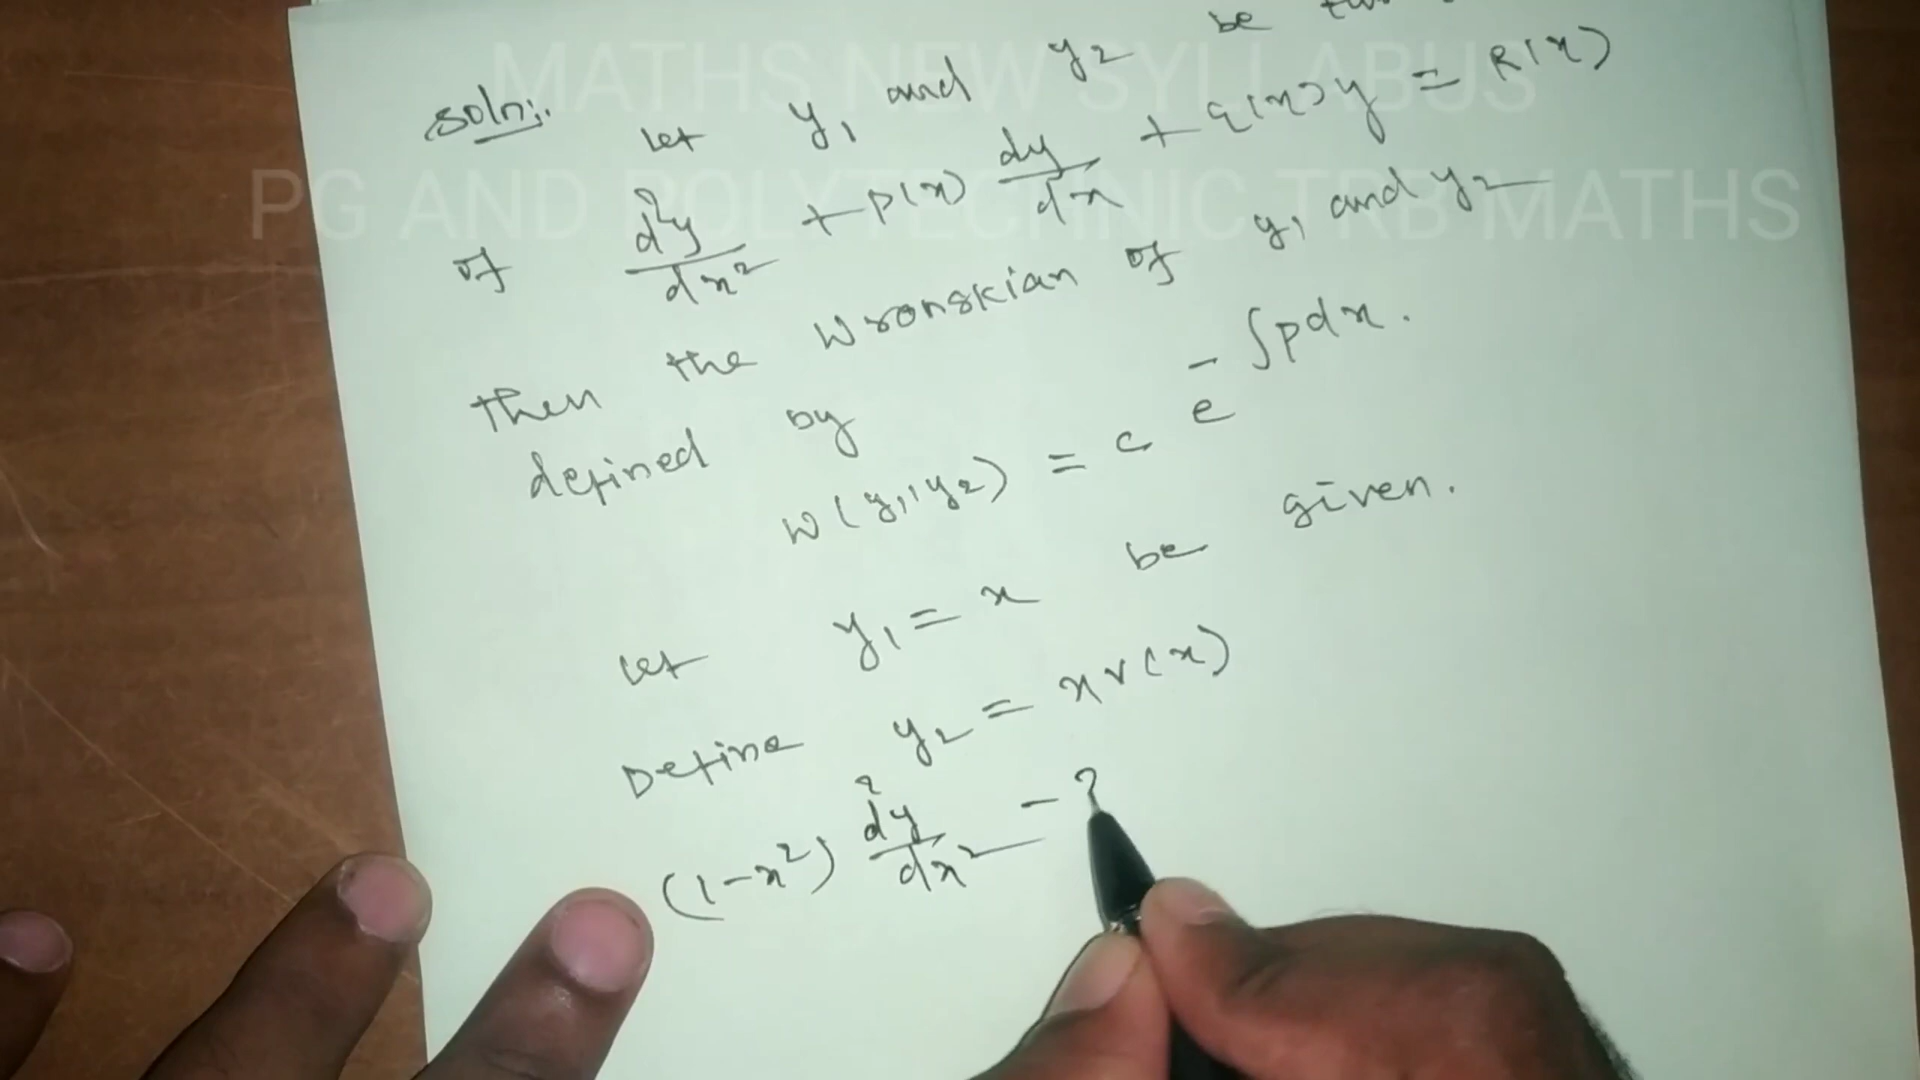 MATHS NEW SYLLABUS
PG AND POLYTECHNIC TRB MATHS
Soln:. Let y₁ and y₂ be
of d²y/dx² + P(x) dy/dx + Q(x)y = R(x)
Then the Wronskian of y₁ and y₂
defined by
W(y₁,y₂) = c e^(-∫pdx).
Let y₁ = x be given.
Define y₂ = xv(x)
(1-x²) d²y/dx² - 2